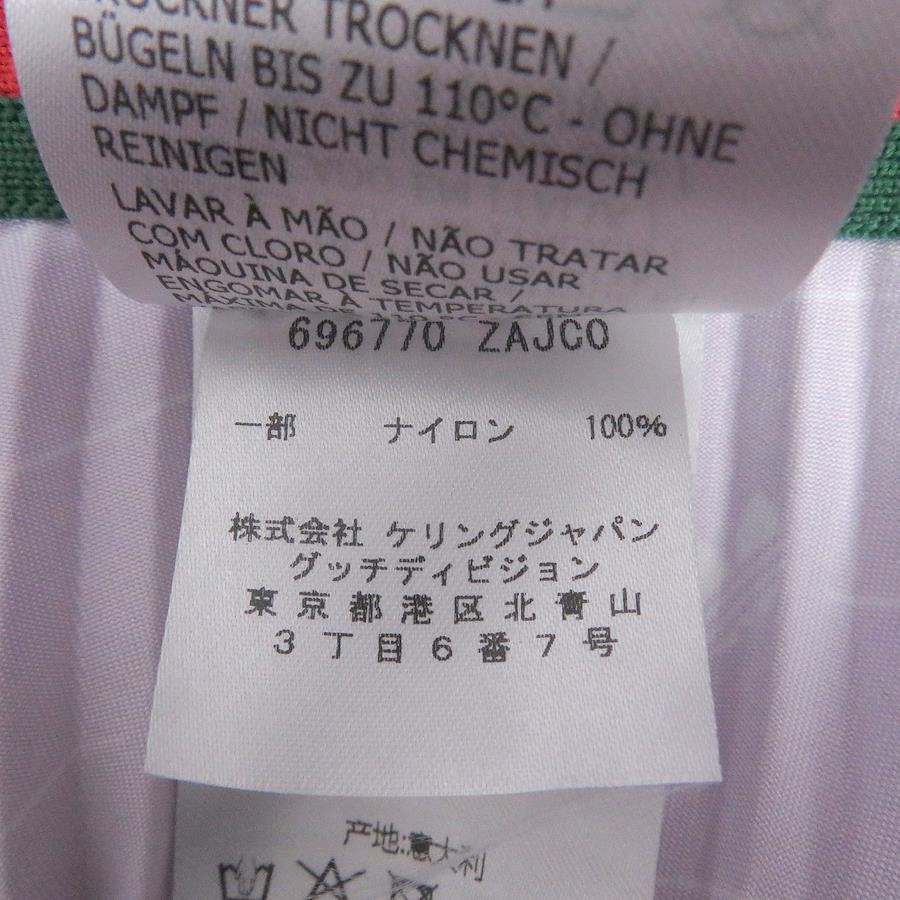 TROCKNER TROCKNEN /
BÜGELN BIS ZU 110°C - OHNE
DAMPF / NICHT CHEMISCH
REINIGEN
LAVAR À MÃO / NÃO TRATAR
COM CLORO / NÃO USAR
MÁQUINA DE SECAR /
ENGOMAR À TEMPERATURA
MÁXIMA DE
696770 ZAJCO
一部 ナイロン 100%
株式会社 ケリングジャパン
グッチディビジョン
東京都港区北青山
3丁目6番7号
产地:意大利